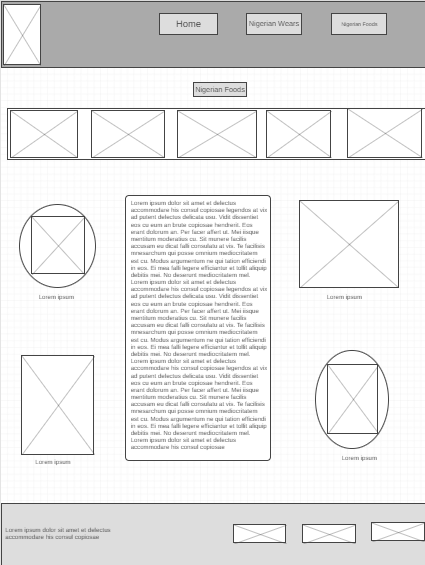 Home
Nigerian Wears
Nigerian Foods
Nigerian Foods
Lorem ipsum dolor sit amet ei delectus
accommodare his consul copiosae legendos at vix
ad putent delectus delicata usu. Vidit dissentiet
eos cu eum an brute copiosae hendrerit. Eos
erant dolorum an. Per facer affert ut. Mei iisque
mentitum moderatius cu. Sit munere facilis
accusam eu dicat falli consulatu at vis. Te facilisis
mnesarchum qui posse omnium mediocritatem
est cu. Modus argumentum ne qui tation efficiendi
in eos. Ei mea falli legere efficiantur et tollit aliquip
debitis mei. No deserunt mediocritatem mel.
Lorem ipsum dolor sit amet ei delectus
accommodare his consul copiosae legendos at vix
ad putent delectus delicata usu. Vidit dissentiet
eos cu eum an brute copiosae hendrerit. Eos
erant dolorum an. Per facer affert ut. Mei iisque
mentitum moderatius cu. Sit munere facilis
accusam eu dicat falli consulatu at vis. Te facilisis
mnesarchum qui posse omnium mediocritatem
est cu. Modus argumentum ne qui tation efficiendi
in eos. Ei mea falli legere efficiantur et tollit aliquip
debitis mei. No deserunt mediocritatem mel.
Lorem ipsum dolor sit amet ei delectus
accommodare his consul copiosae legendos at vix
ad putent delectus delicata usu. Vidit dissentiet
eos cu eum an brute copiosae hendrerit. Eos
erant dolorum an. Per facer affert ut. Mei iisque
mentitum moderatius cu. Sit munere facilis
accusam eu dicat falli consulatu at vis. Te facilisis
mnesarchum qui posse omnium mediocritatem
est cu. Modus argumentum ne qui tation efficiendi
in eos. Ei mea falli legere efficiantur et tollit aliquip
debitis mei. No deserunt mediocritatem mel.
Lorem ipsum dolor sit amet ei delectus
accommodare his consul copiosae
Lorem ipsum
Lorem ipsum
Lorem ipsum
Lorem ipsum
Lorem ipsum dolor sit amet ei delectus
accommodare his consul copiosae